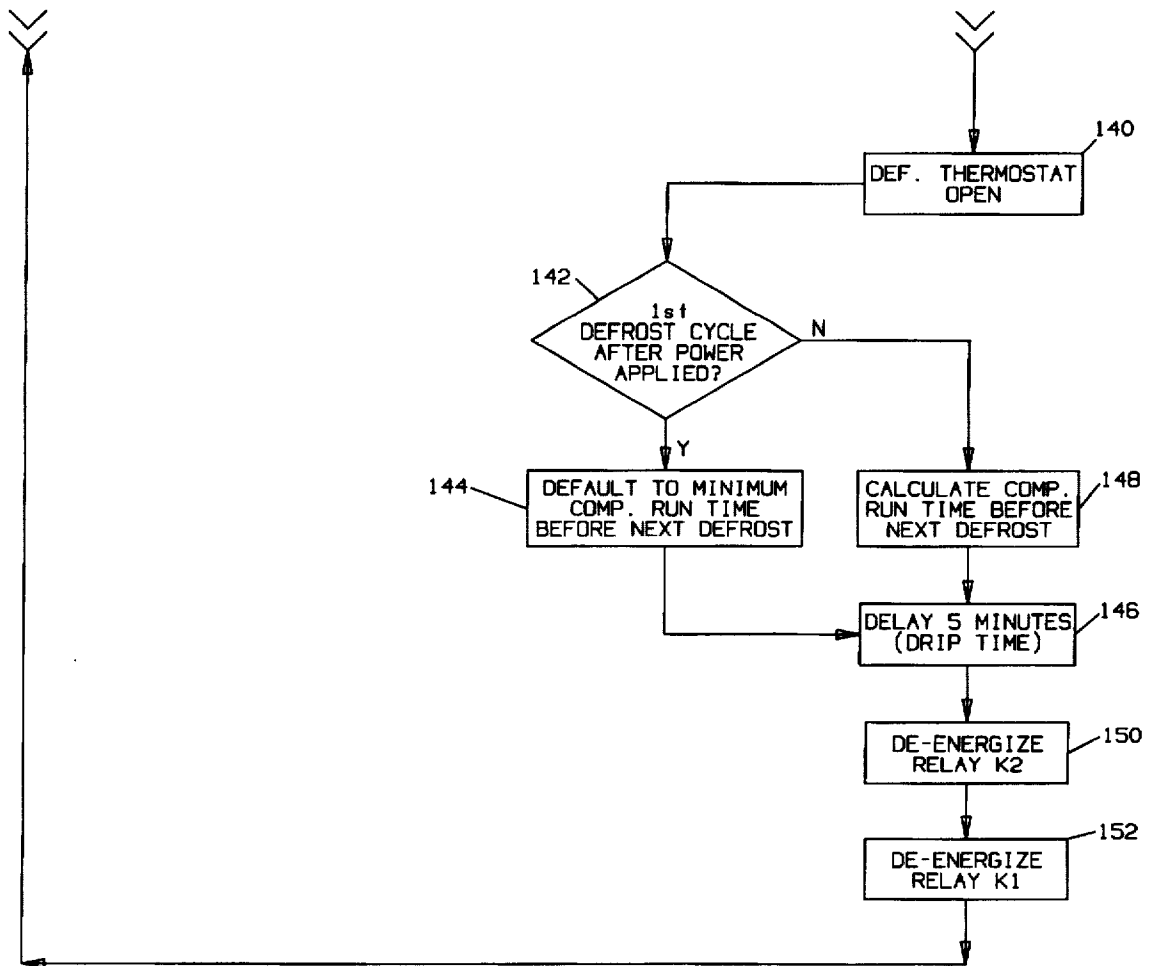 140
DEF. THERMOSTAT
OPEN
142
1st
DEFROST CYCLE
AFTER POWER
APPLIED?
N
Y
144
DEFAULT TO MINIMUM
COMP. RUN TIME
BEFORE NEXT DEFROST
CALCULATE COMP.
RUN TIME BEFORE
NEXT DEFROST
148
DELAY 5 MINUTES
(DRIP TIME)
146
DE-ENERGIZE
RELAY K2
150
152
DE-ENERGIZE
RELAY K1